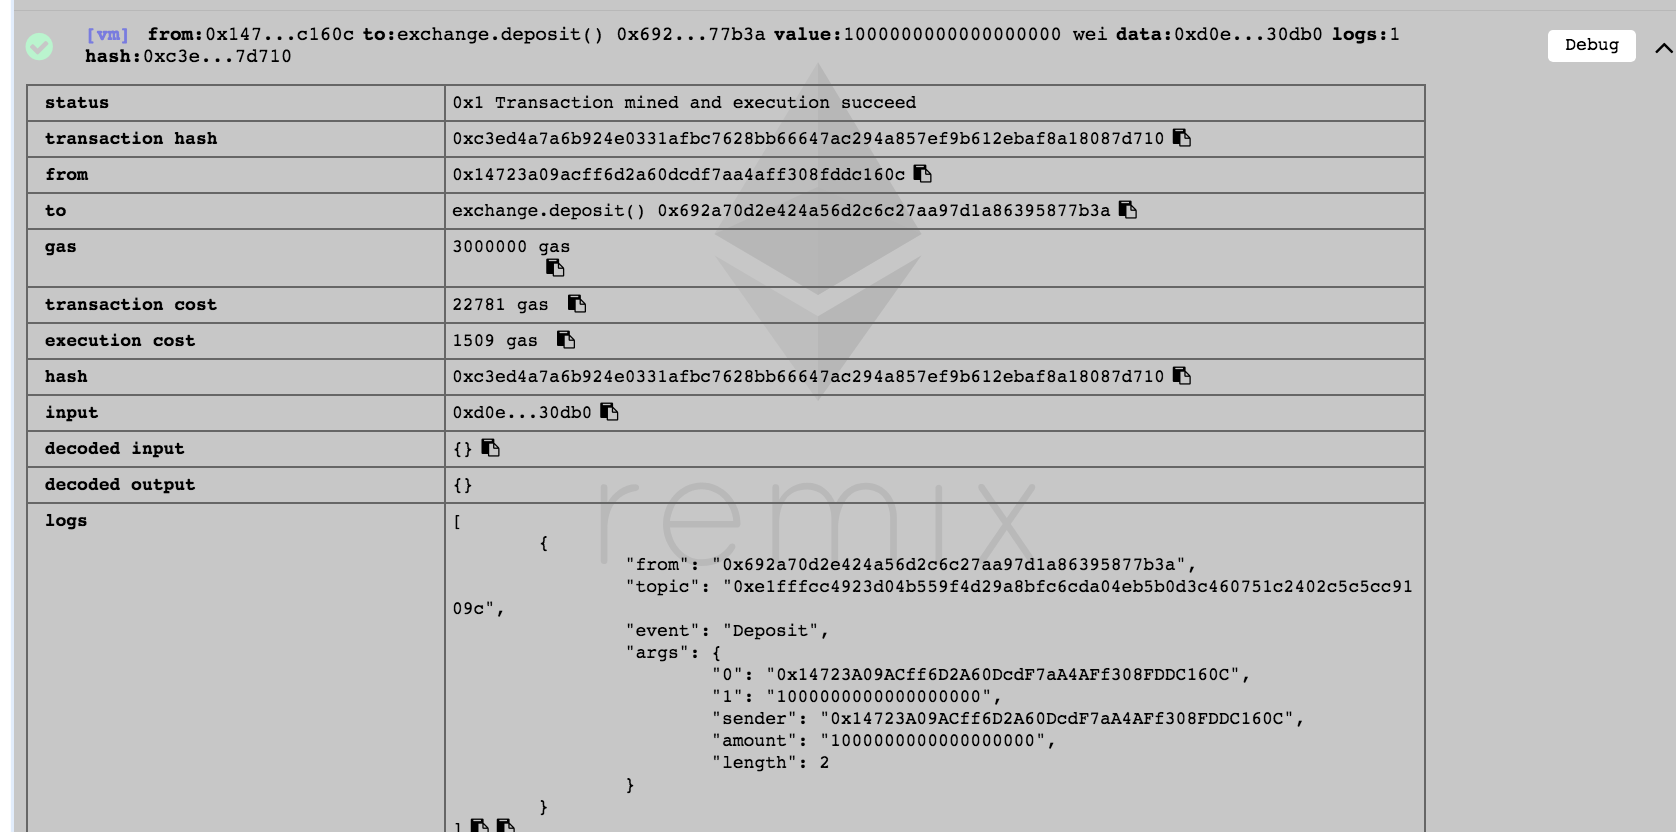 [vm] from:0x147...c160c to:exchange.deposit() 0x692...77b3a value:1000000000000000000 wei data:0xd0e...30db0 logs:1
hash:0xc3e...7d710
Debug
status 0x1 Transaction mined and execution succeed
transaction hash 0xc3ed4a7a6b924e0331afbc7628bb66647ac294a857ef9b612ebaf8a18087d710
from 0x14723a09acff6d2a60dcdf7aa4aff308fddc160c
to exchange.deposit() 0x692a70d2e424a56d2c6c27aa97d1a86395877b3a
gas 3000000 gas
transaction cost 22781 gas
execution cost 1509 gas
hash 0xc3ed4a7a6b924e0331afbc7628bb66647ac294a857ef9b612ebaf8a18087d710
input 0xd0e...30db0
decoded input {}
decoded output {}
remix
logs [
{
"from": "0x692a70d2e424a56d2c6c27aa97d1a86395877b3a",
"topic": "0xe1fffcc4923d04b559f4d29a8bfc6cda04eb5b0d3c460751c2402c5c5cc91
09c",
"event": "Deposit",
"args": {
"0": "0x14723A09ACff6D2A60DcdF7aA4AFf308FDDC160C",
"1": "1000000000000000000",
"sender": "0x14723A09ACff6D2A60DcdF7aA4AFf308FDDC160C",
"amount": "1000000000000000000",
"length": 2
}
}
]